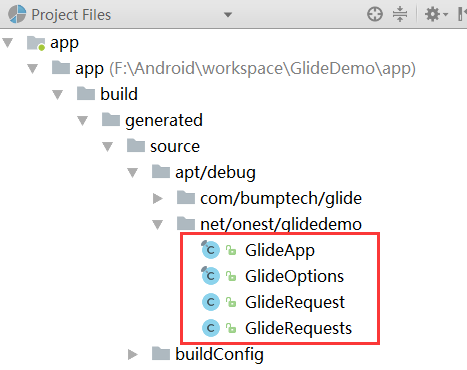 Project Files
app
app (F:\Android\workspace\GlideDemo\app)
build
generated
source
apt/debug
com/bumptech/glide
net/onest/glidedemo
GlideApp
GlideOptions
GlideRequest
GlideRequests
buildConfig